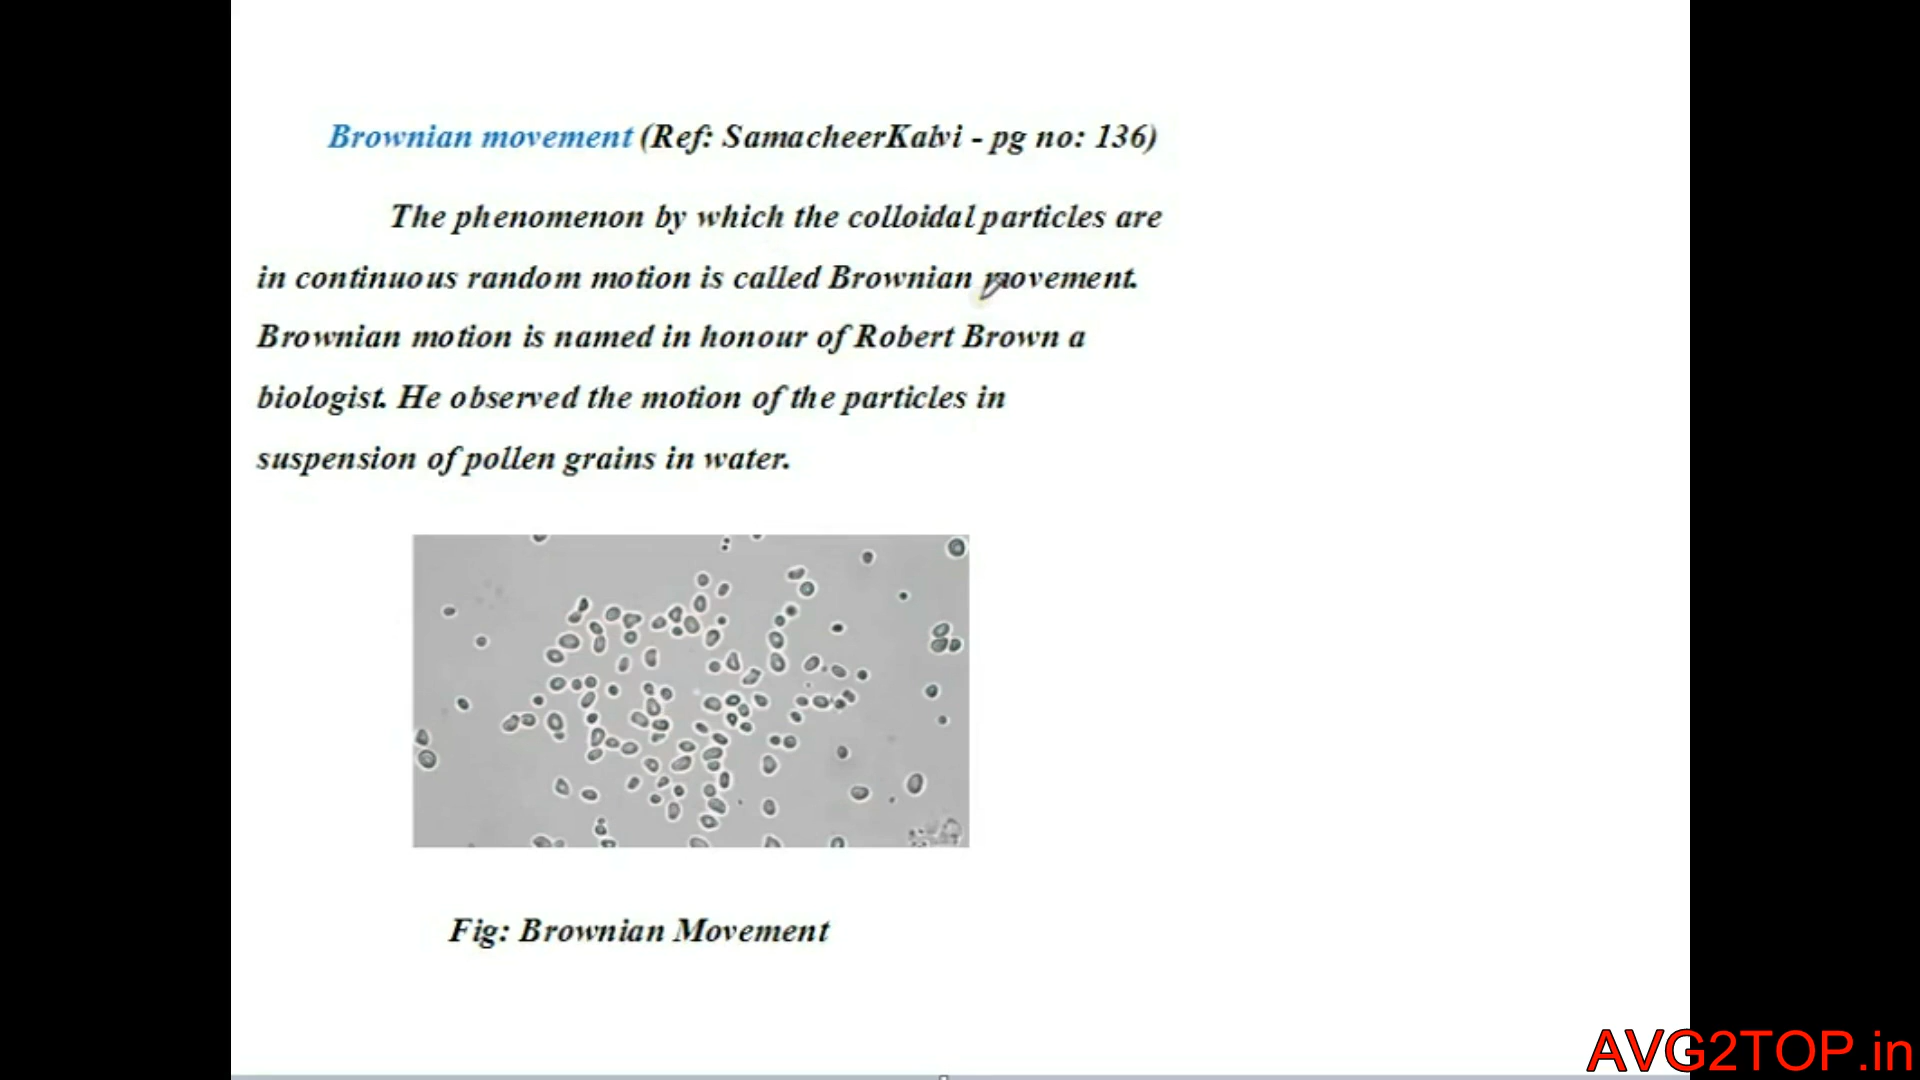 Brownian movement (Ref: SamacheerKalvi - pg no: 136)
The phenomenon by which the colloidal particles are
in continuous random motion is called Brownian movement.
Brownian motion is named in honour of Robert Brown a
biologist. He observed the motion of the particles in
suspension of pollen grains in water.
Fig: Brownian Movement
AVG2TOP.in